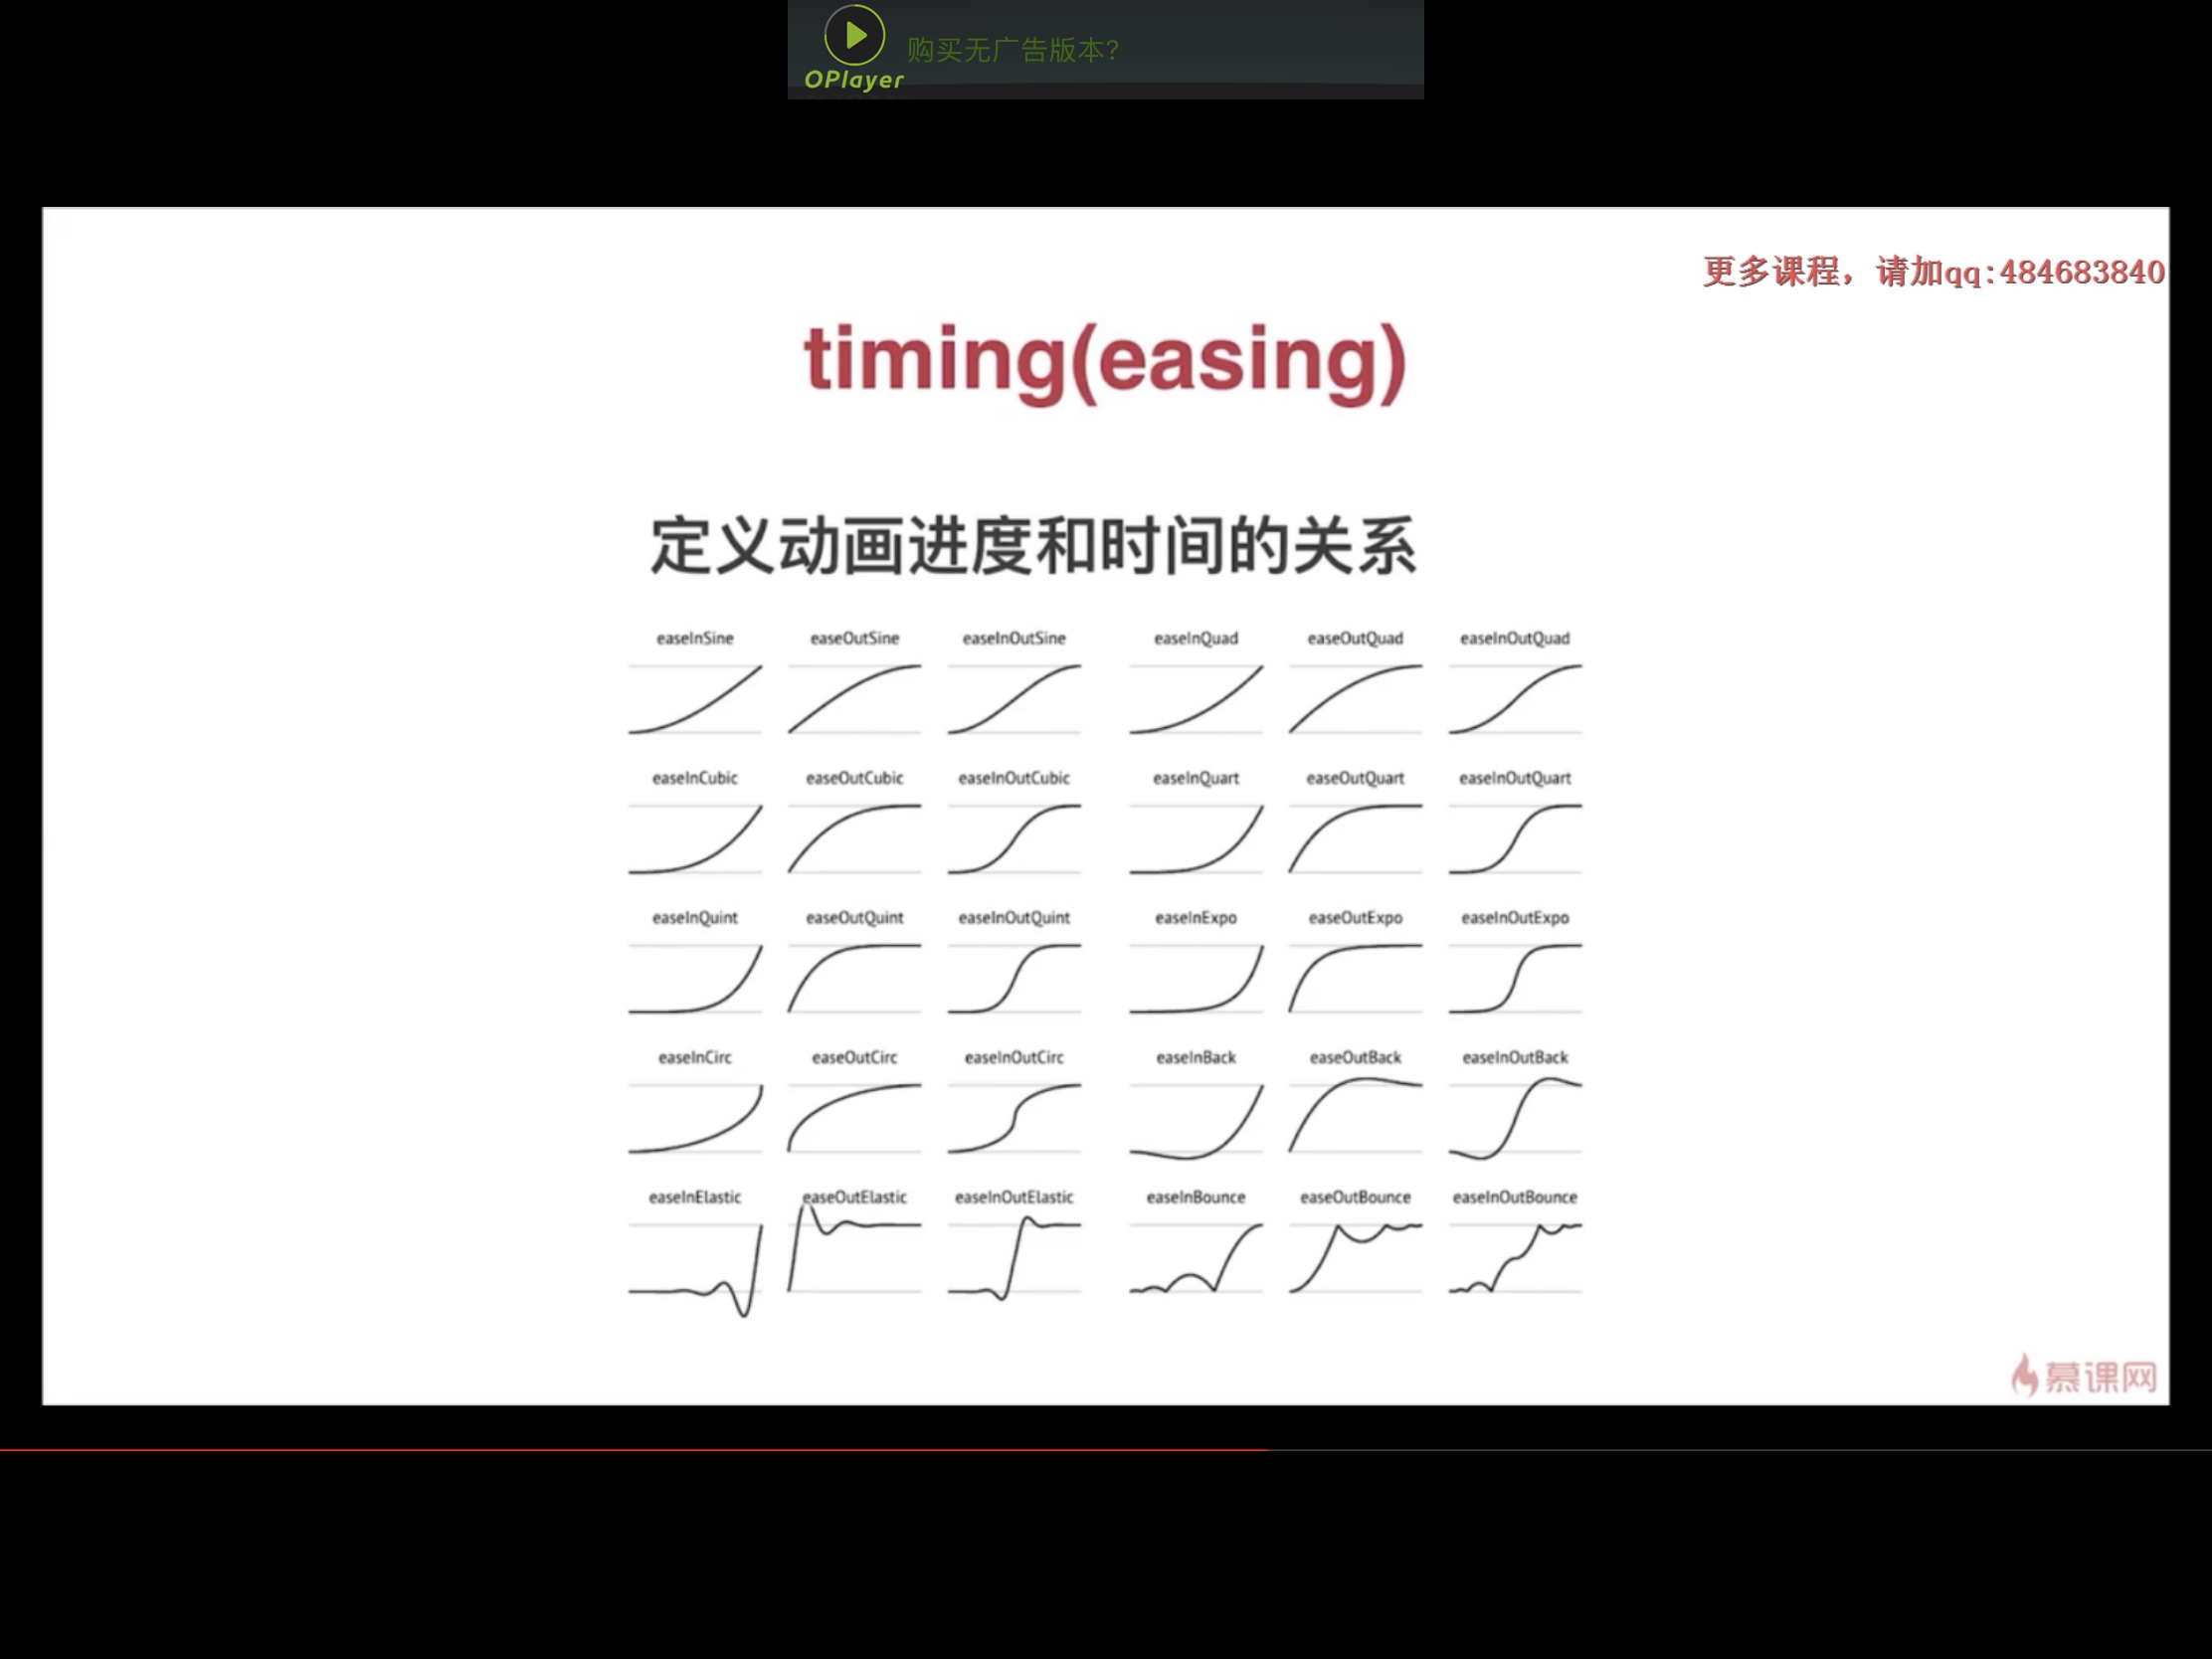 购买无广告版本?
OPlayer
更多课程，请加qq:484683840
timing(easing)
定义动画进度和时间的关系
easeInSine easeOutSine easeInOutSine easeInQuad easeOutQuad easeInOutQuad
easeInCubic easeOutCubic easeInOutCubic easeInQuart easeOutQuart easeInOutQuart
easeInQuint easeOutQuint easeInOutQuint easeInExpo easeOutExpo easeInOutExpo
easeInCirc easeOutCirc easeInOutCirc easeInBack easeOutBack easeInOutBack
easeInElastic easeOutElastic easeInOutElastic easeInBounce easeOutBounce easeInOutBounce
慕课网